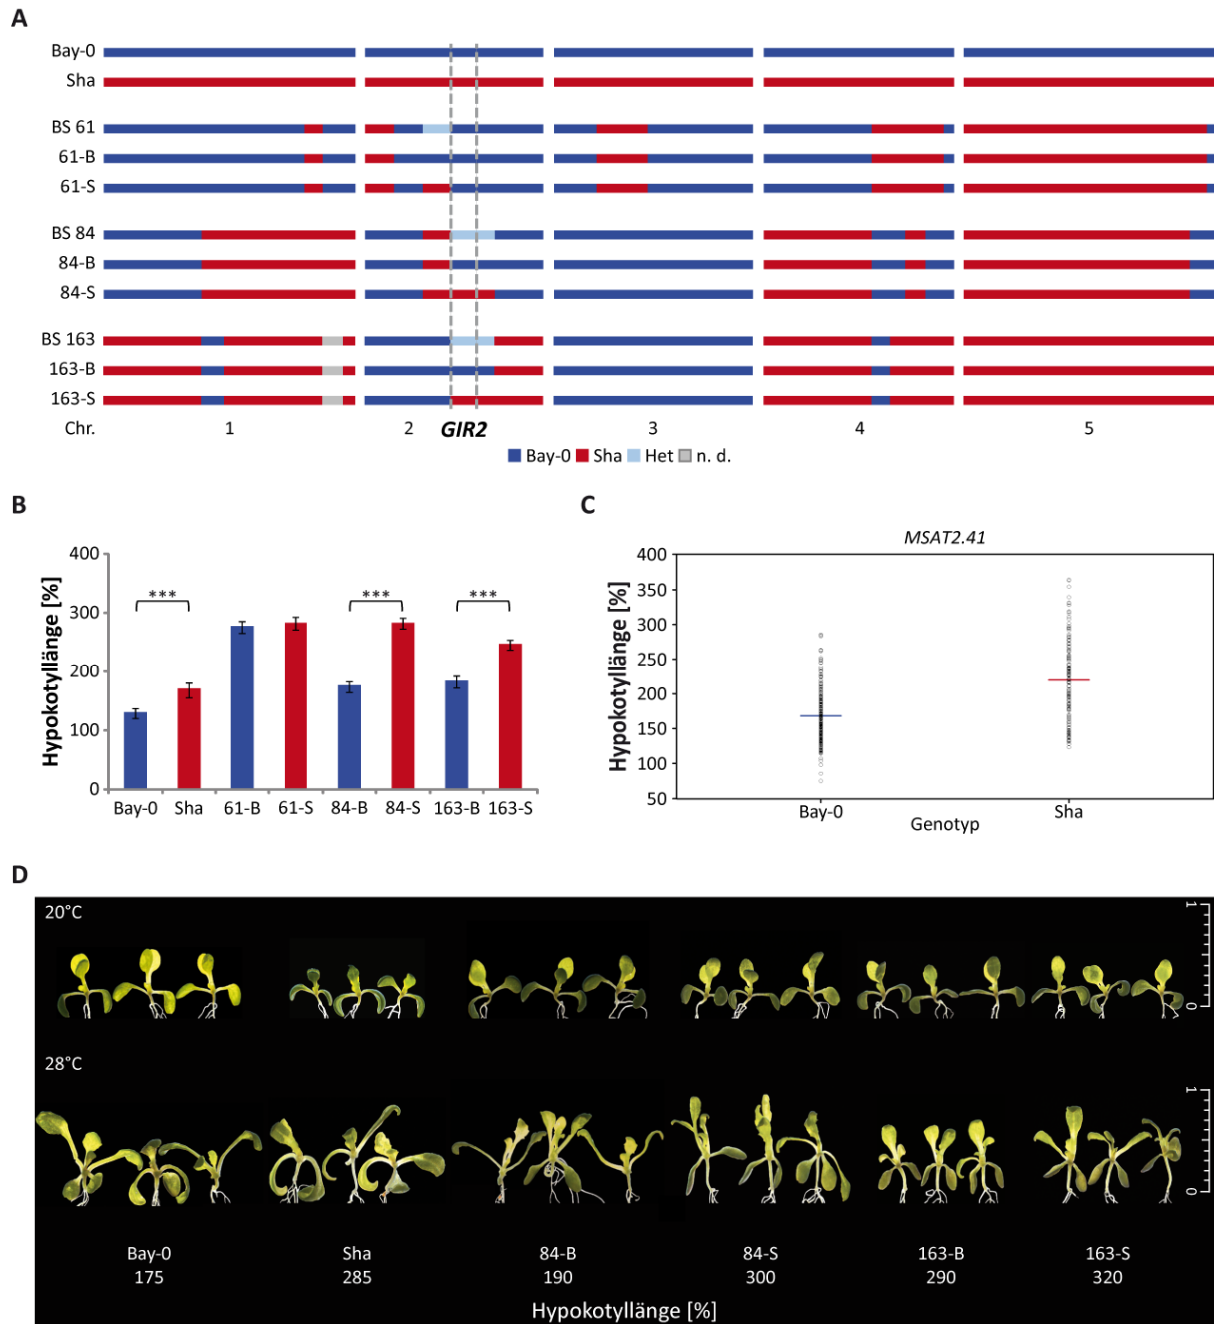 A
Bay-0
Sha
BS 61
61-B
61-S
BS 84
84-B
84-S
BS 163
163-B
163-S
Chr. 1 2 GIR2 3 4 5
Bay-0 Sha Het n. d.
B
Hypokotyllänge [%]
400
300
200
100
0
*** *** ***
Bay-0 Sha 61-B 61-S 84-B 84-S 163-B 163-S
C
MSAT2.41
Hypokotyllänge [%]
400
350
300
250
200
150
100
50
Bay-0 Sha
Genotyp
D
20°C
1
0
28°C
1
0
Bay-0 Sha 84-B 84-S 163-B 163-S
175 285 190 300 290 320
Hypokotyllänge [%]